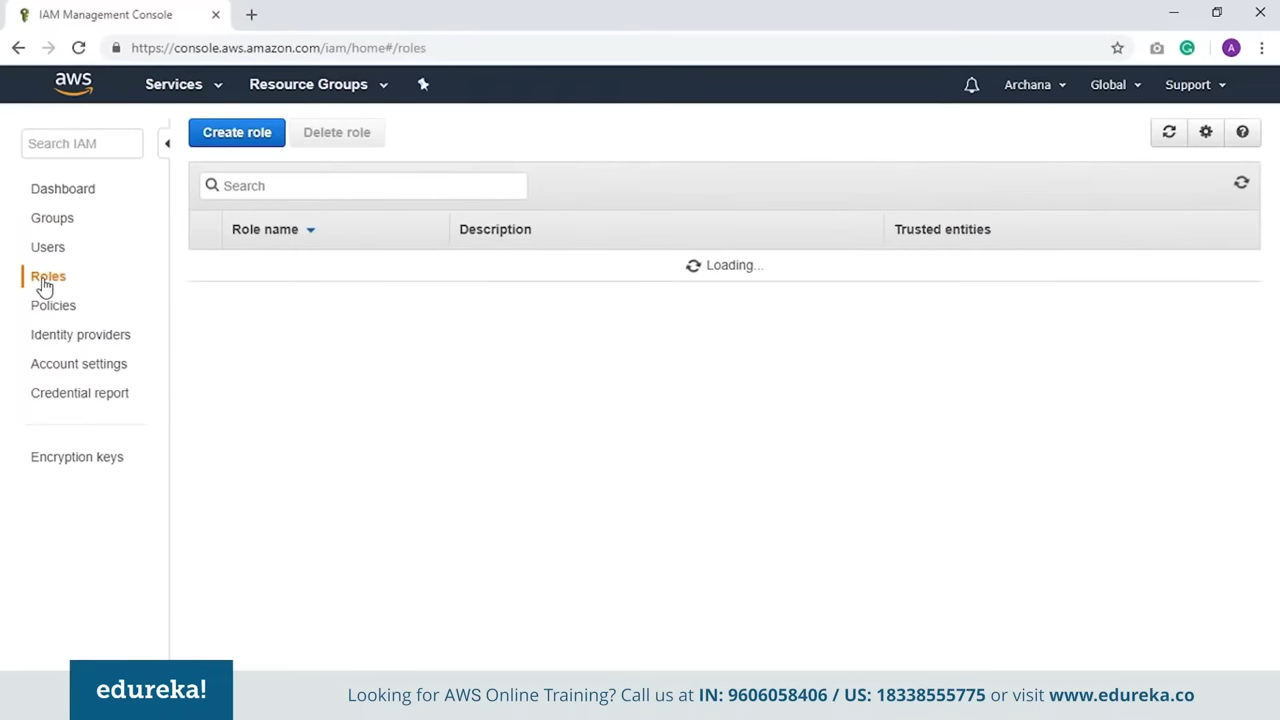 IAM Management Console
https://console.aws.amazon.com/iam/home#/roles
aws
Services
Resource Groups
Archana
Global
Support
Search IAM
Dashboard
Groups
Users
Roles
Policies
Identity providers
Account settings
Credential report
Encryption keys
Create role
Delete role
Search
Role name
Description
Trusted entities
Loading...
A
edureka!
Looking for AWS Online Training? Call us at IN: 9606058406 / US: 18338555775 or visit www.edureka.co